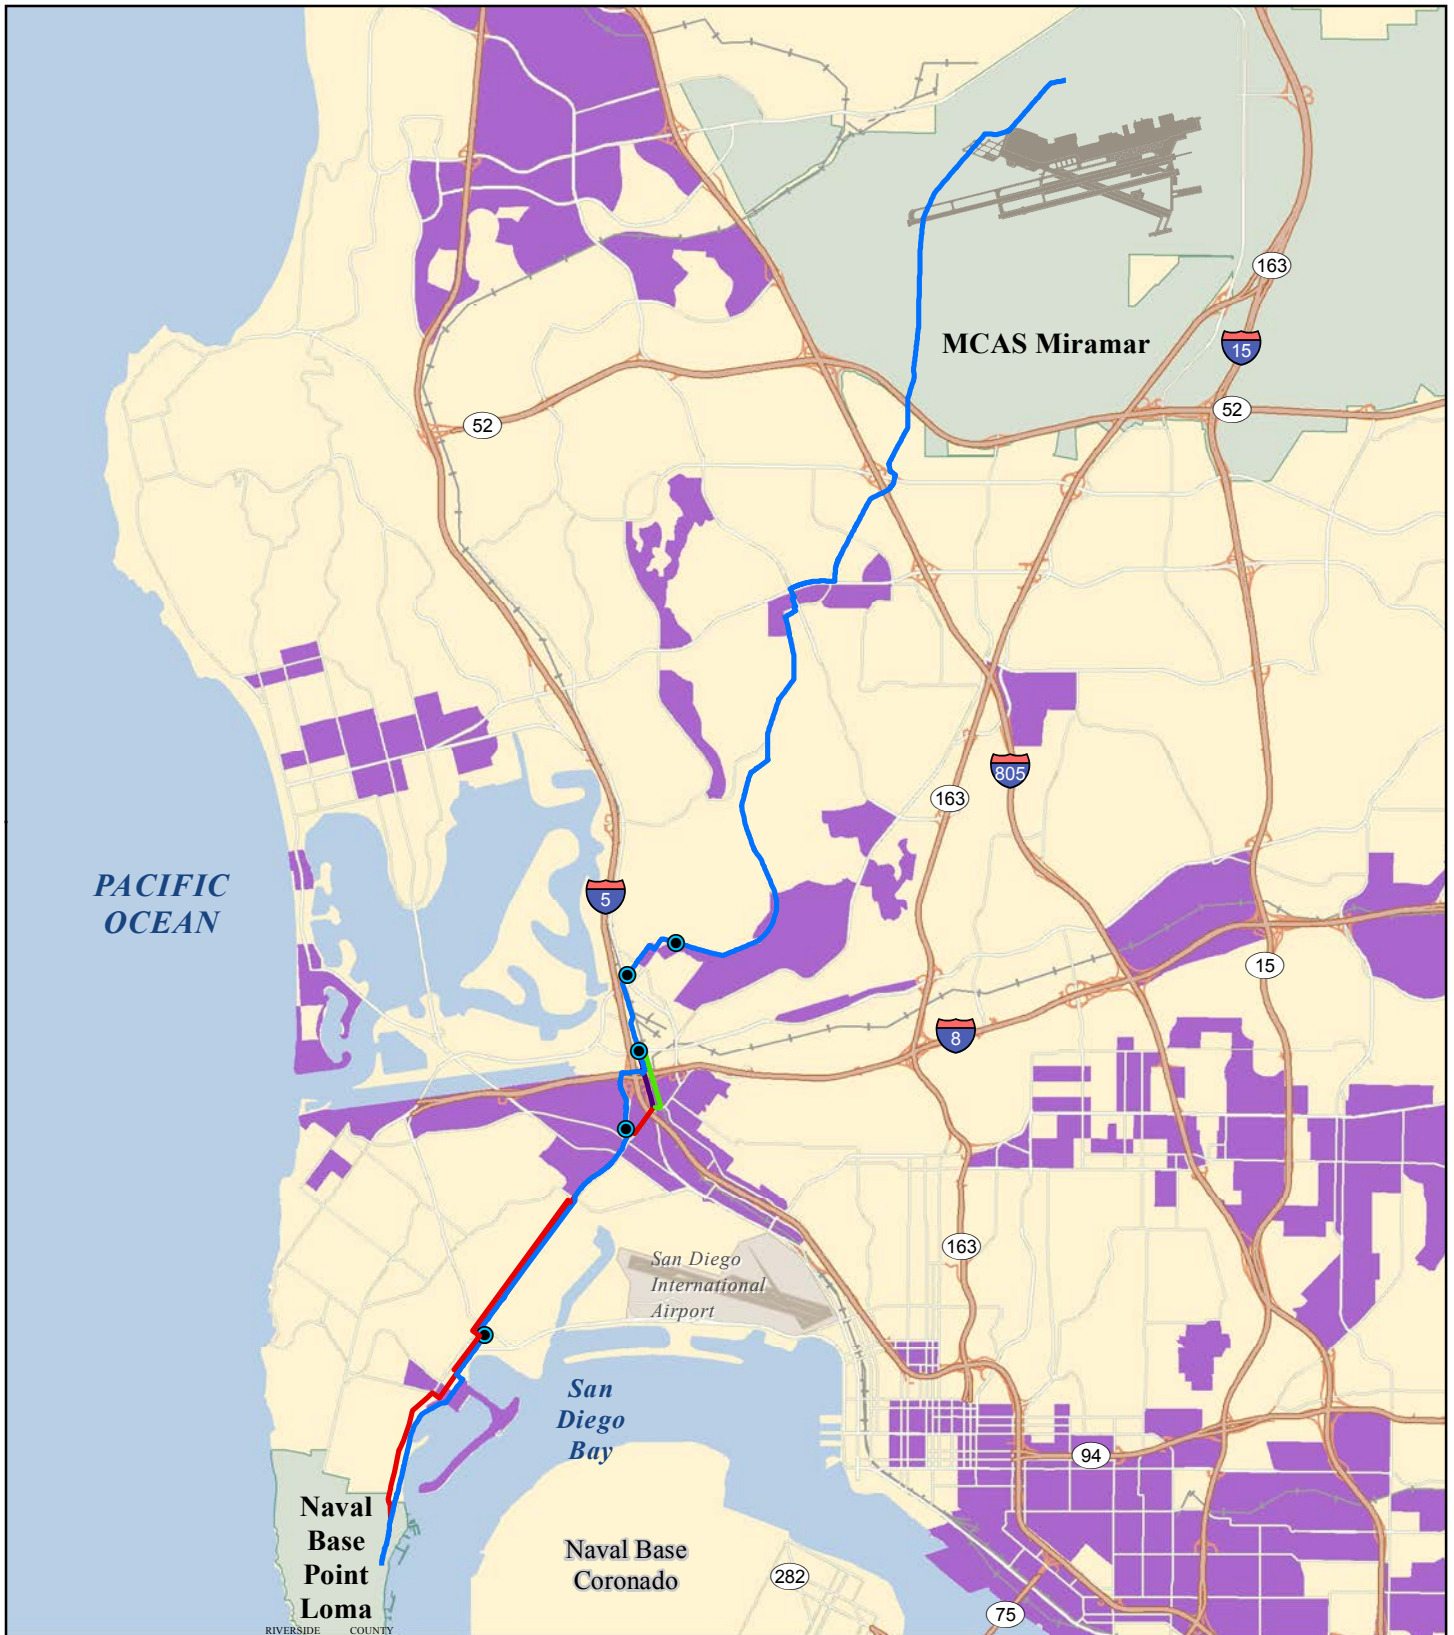 163
MCAS Miramar
15
52
52
805
163
PACIFIC
OCEAN
5
15
8
163
San Diego
International
Airport
San
Diego
Bay
94
Naval
Base
Point
Loma
Naval Base
Coronado
282
75
RIVERSIDE COUNTY